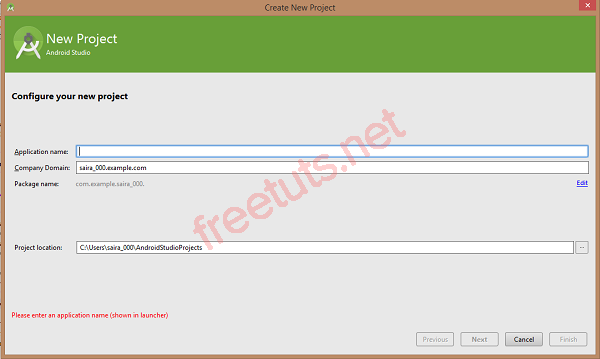 Create New Project
New Project
Android Studio
Configure your new project
Application name:
Company Domain: saira_000.example.com
Package name: com.example.saira_000. Edit
freetuts.net
Project location: C:\Users\saira_000\AndroidStudioProjects ...
Please enter an application name (shown in launcher)
Previous Next Cancel Finish